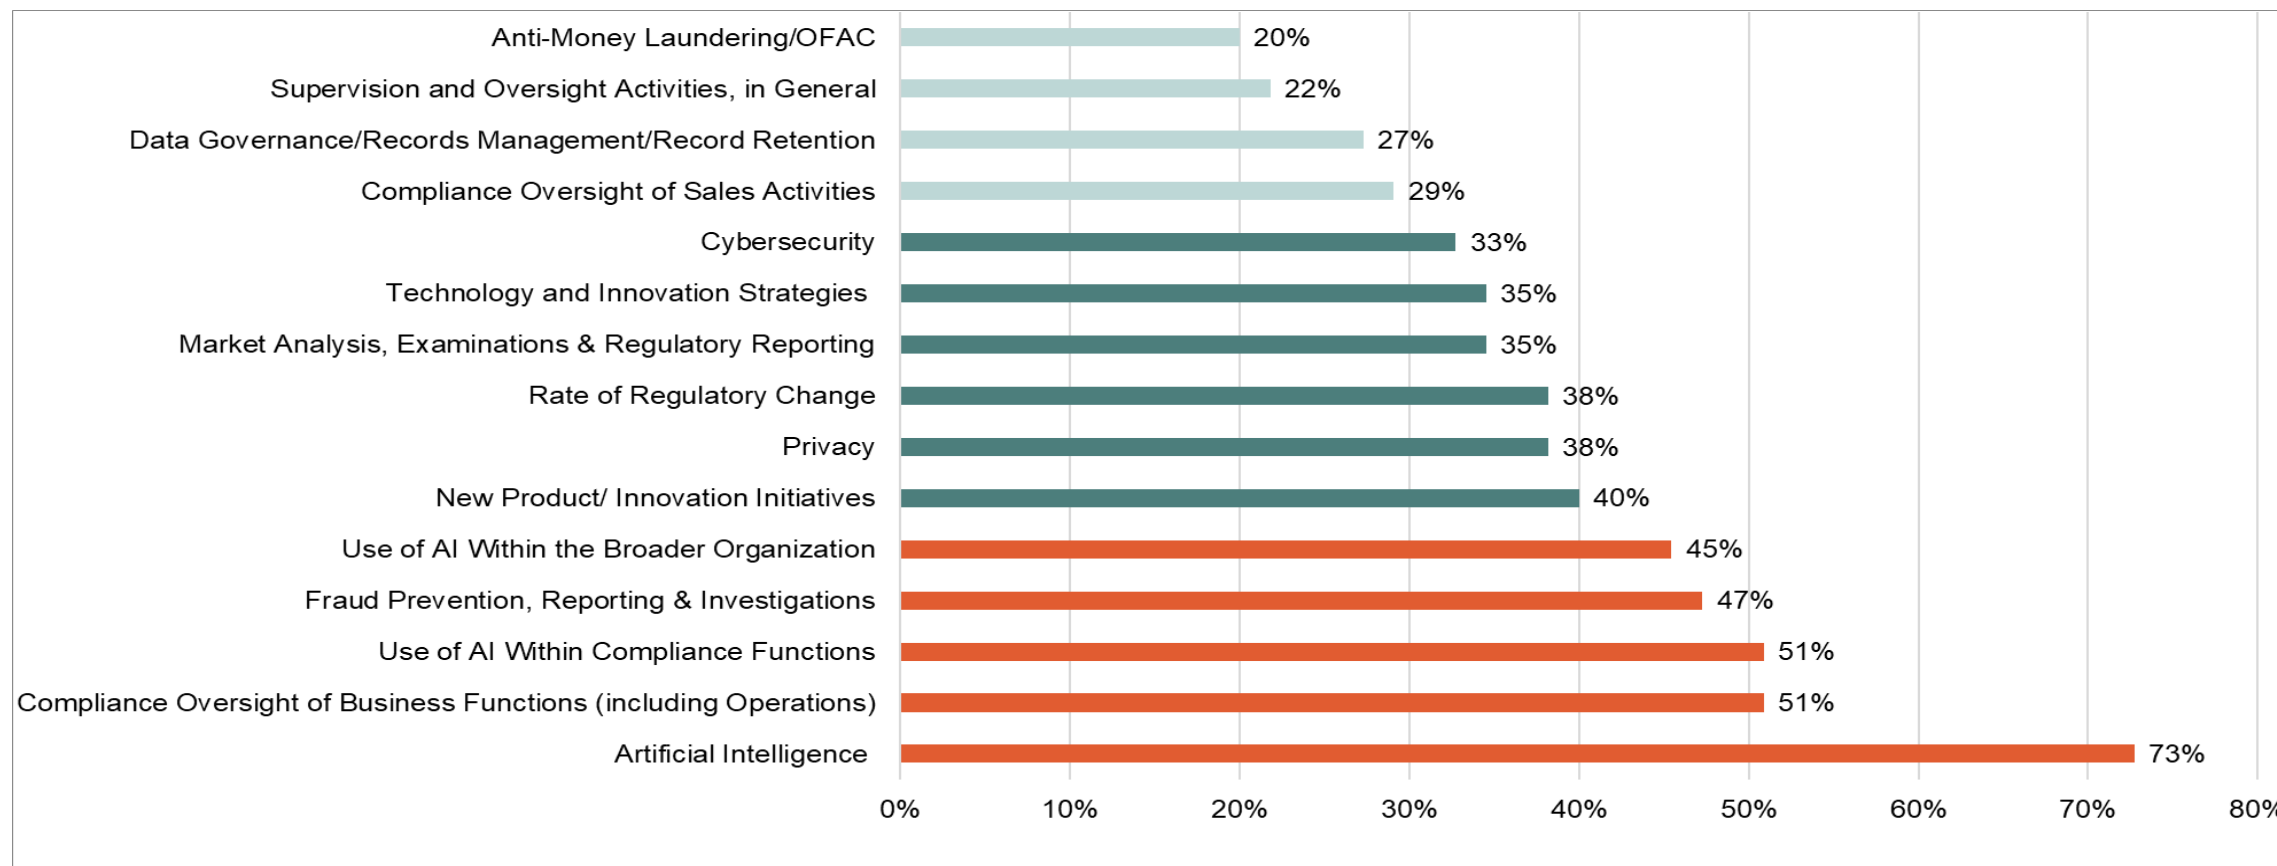 Anti-Money Laundering/OFAC 20%
Supervision and Oversight Activities, in General 22%
Data Governance/Records Management/Record Retention 27%
Compliance Oversight of Sales Activities 29%
Cybersecurity 33%
Technology and Innovation Strategies 35%
Market Analysis, Examinations & Regulatory Reporting 35%
Rate of Regulatory Change 38%
Privacy 38%
New Product/ Innovation Initiatives 40%
Use of AI Within the Broader Organization 45%
Fraud Prevention, Reporting & Investigations 47%
Use of AI Within Compliance Functions 51%
Compliance Oversight of Business Functions (including Operations) 51%
Artificial Intelligence 73%
0% 10% 20% 30% 40% 50% 60% 70% 80%